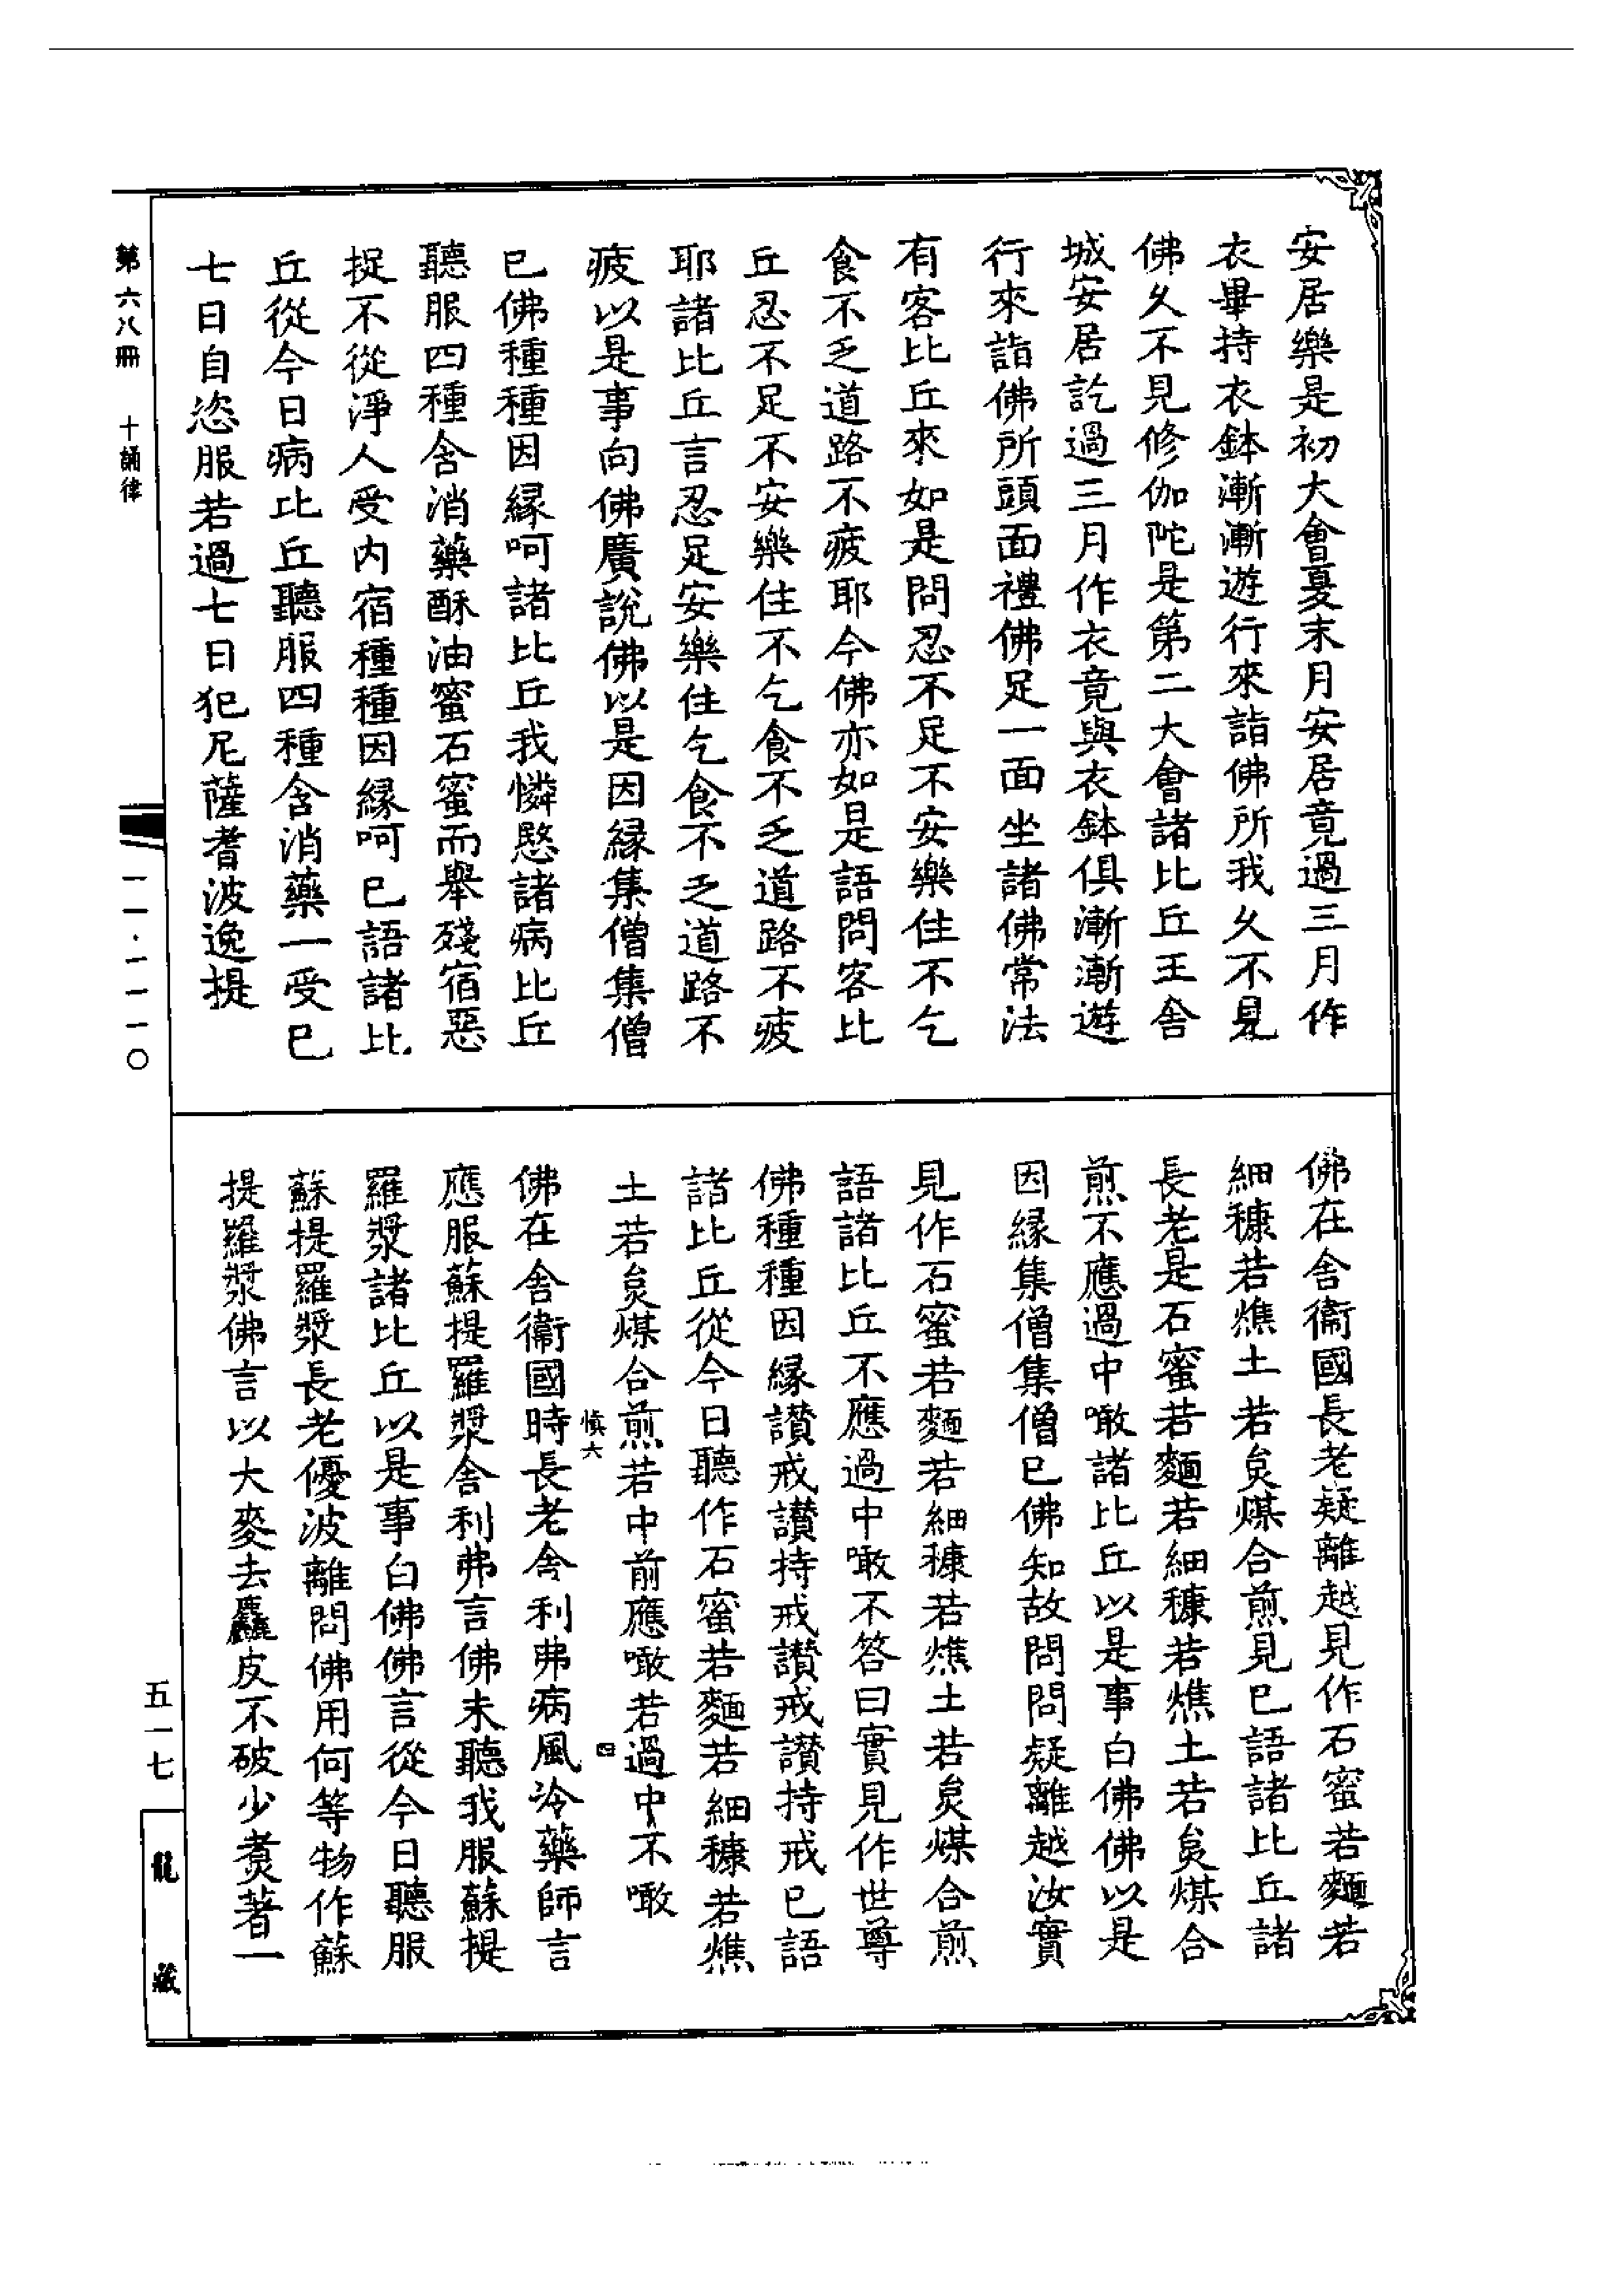 安居樂是初大會夏末月安居竟過三月作
衣畢持衣鉢漸漸遊行來詣佛所我久不見
佛久不見修伽陀是第二大會諸比丘王舍
城安居訖過三月作衣竟與衣鉢俱漸漸遊
行來詣佛所頭面禮佛足一面坐諸佛常法
有客比丘來如是問忍不足不安樂住不乞
食不乏道路不疲耶今佛亦如是語問客比
丘忍不足不安樂住不乞食不乏道路不疲
耶諸比丘言忍足安樂住乞食不乏道路不
疲以是事向佛廣說佛以是因緣集僧集僧
已佛種種因緣呵諸比丘我憐愍諸病比丘
聽服四種含消藥酥油蜜石蜜而舉殘宿惡
捉不從淨人受內宿種種因緣呵已語諸比
丘從今日病比丘聽服四種含消藥一受已
七日自恣服若過七日犯尼薩耆波逸提
佛在舍衞國長老疑離越見作石蜜若麵若
細糠若燋土若炱煤合煎見已語諸比丘諸
長老是石蜜若麵若細糠若燋土若炱煤合
煎不應過中噉諸比丘以是事白佛佛以是
因緣集僧集僧已佛知故問問疑離越汝實
見作石蜜若麵若細糠若燋土若炱煤合煎
語諸比丘不應過中噉不答曰實見作世尊
佛種種因緣讃戒讃持戒讃戒讃持戒已語
諸比丘從今日聽作石蜜若麵若細糠若燋
土若炱煤合煎若中前應噉若過中不噉
慎六 四
佛在舍衞國時長老舍利弗病風冷藥師言
應服蘇提羅漿舍利弗言佛未聽我服蘇提
羅漿諸比丘以是事白佛佛言從今日聽服
蘇提羅漿長老優波離問佛用何等物作蘇
提羅漿佛言以大麥去麤皮不破少煑著一
第六八冊 十誦律
一一·一一一〇
五一七
龍藏